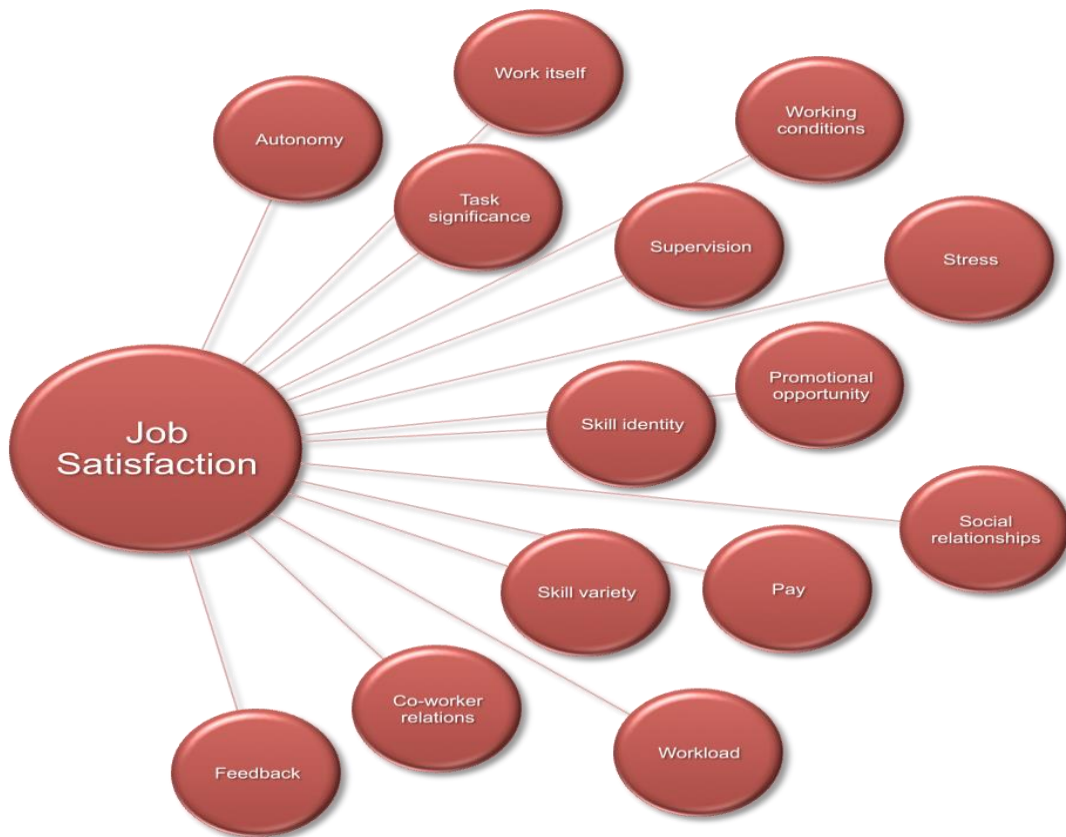 Work itself
Autonomy
Working
conditions
Task
significance
Supervision
Stress
Promotional
opportunity
Skill identity
Job
Satisfaction
Social
relationships
Skill variety
Pay
Co-worker
relations
Workload
Feedback